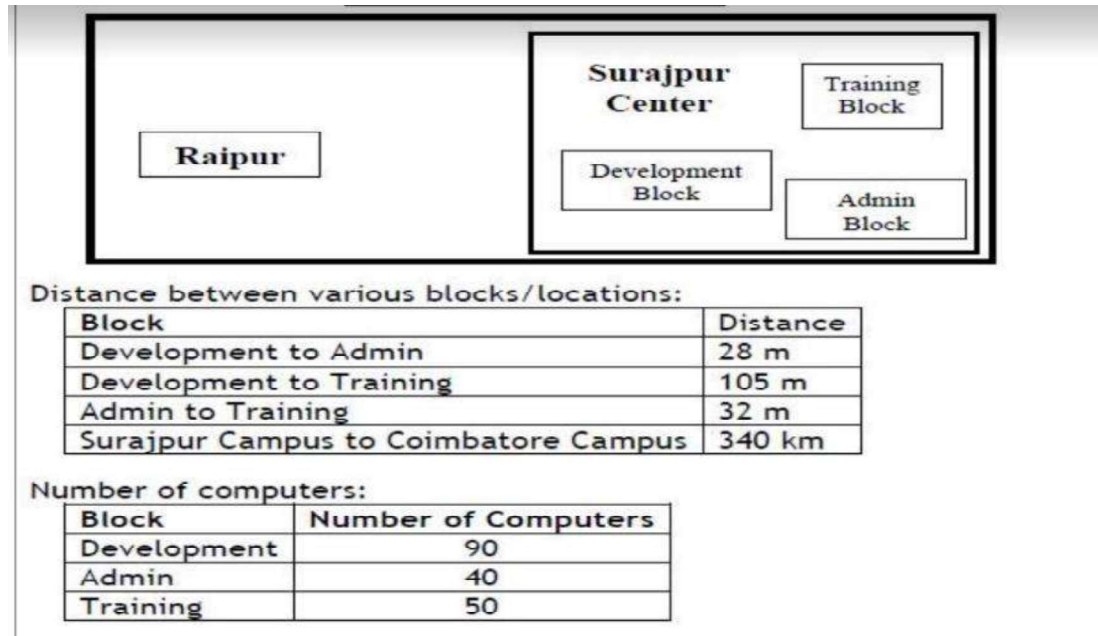 Surajpur
Center
Training
Block
Raipur
Development
Block
Admin
Block
Distance between various blocks/locations:
Block Distance
Development to Admin 28 m
Development to Training 105 m
Admin to Training 32 m
Surajpur Campus to Coimbatore Campus 340 km
Number of computers:
Block Number of Computers
Development 90
Admin 40
Training 50